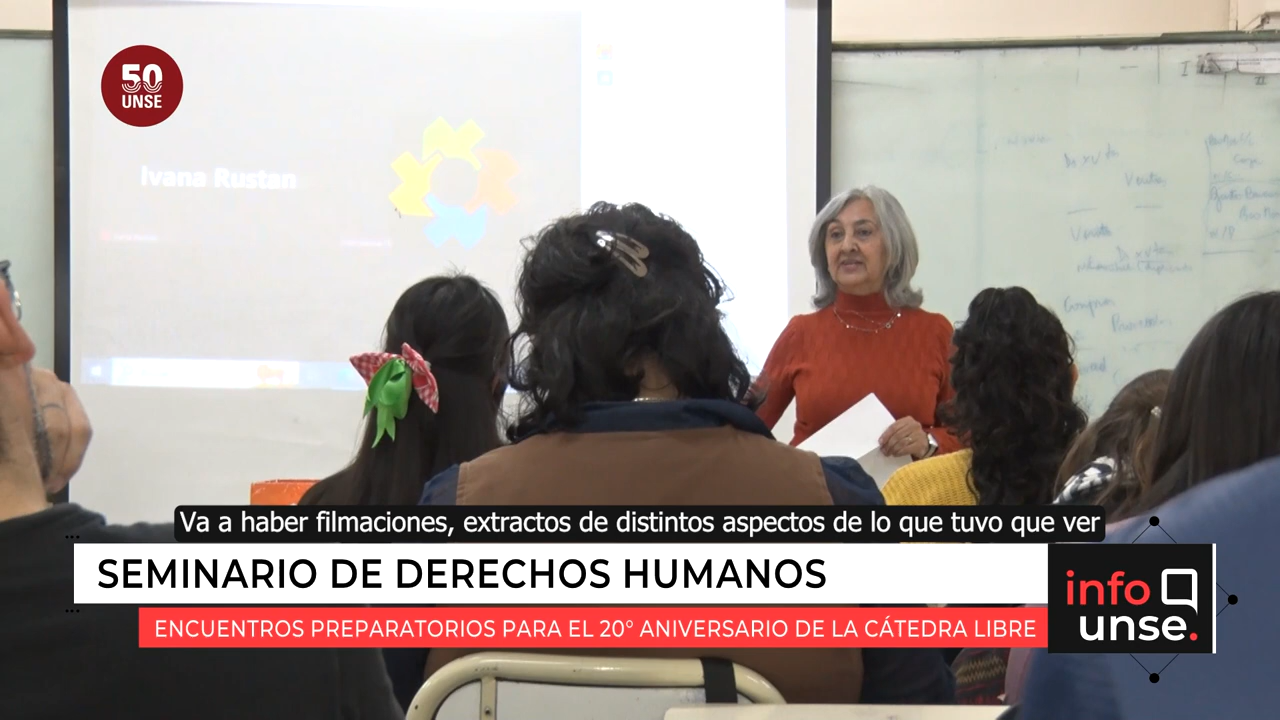 50
UNSE
Ivana Rustan
Va a haber filmaciones, extractos de distintos aspectos de lo que tuvo que ver
SEMINARIO DE DERECHOS HUMANOS
ENCUENTROS PREPARATORIOS PARA EL 20° ANIVERSARIO DE LA CÁTEDRA LIBRE
info
unse.